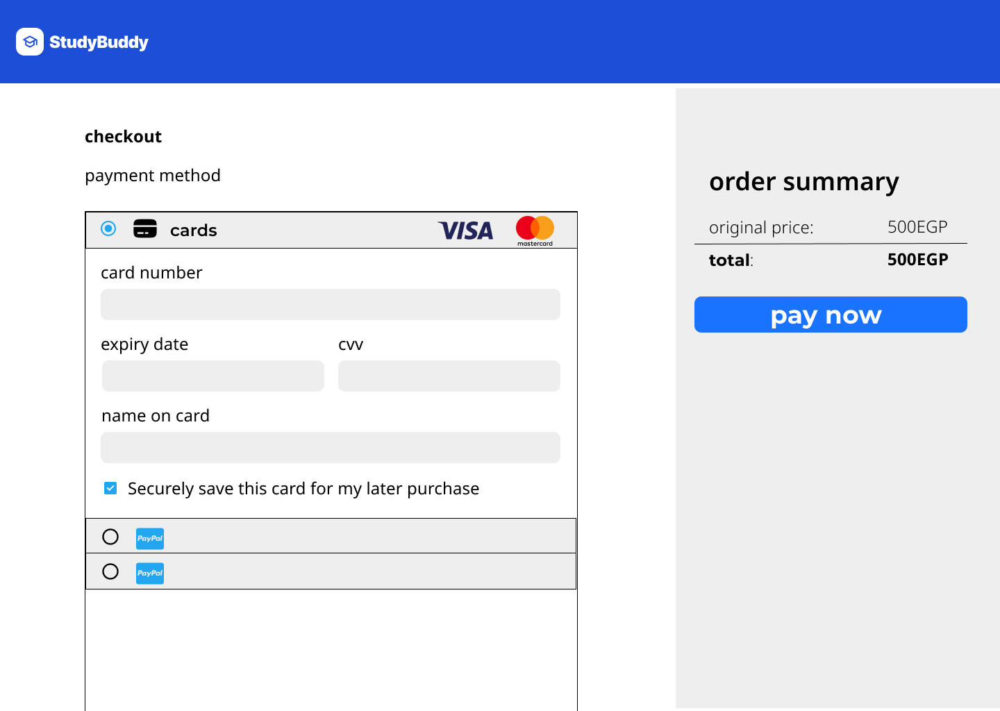 StudyBuddy
checkout
payment method
cards
VISA
mastercard
card number
expiry date
cvv
name on card
Securely save this card for my later purchase
PayPal
PayPal
order summary
original price: 500EGP
total: 500EGP
pay now